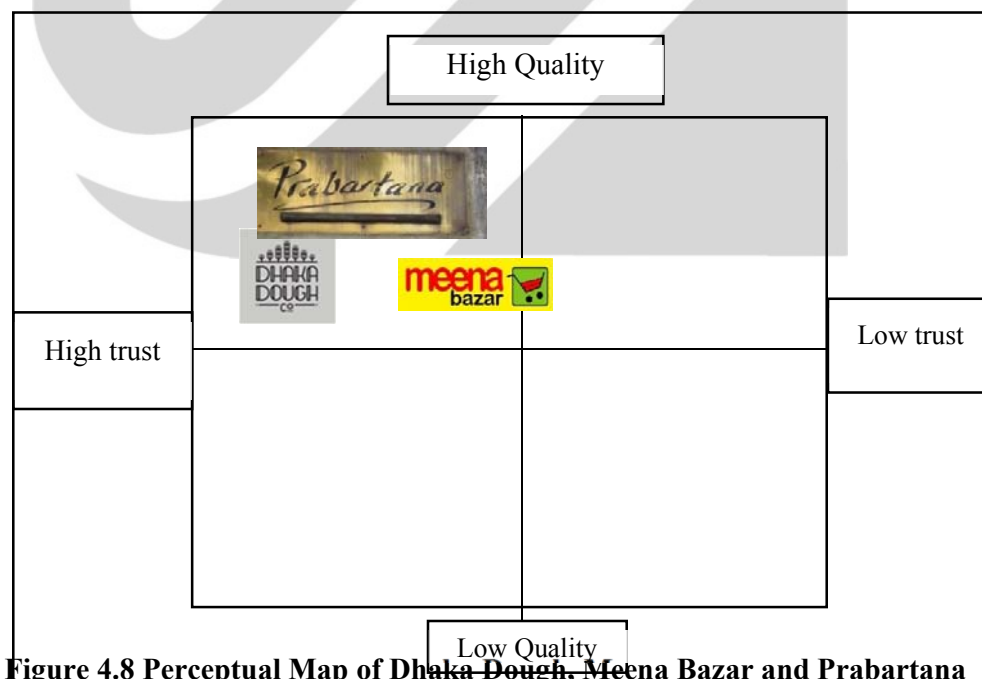 High Quality
Prabartana
DHAKA
DOUGH
CO
meena
bazar
High trust
Low trust
Low Quality
Figure 4.8 Perceptual Map of Dhaka Dough, Meena Bazar and Prabartana